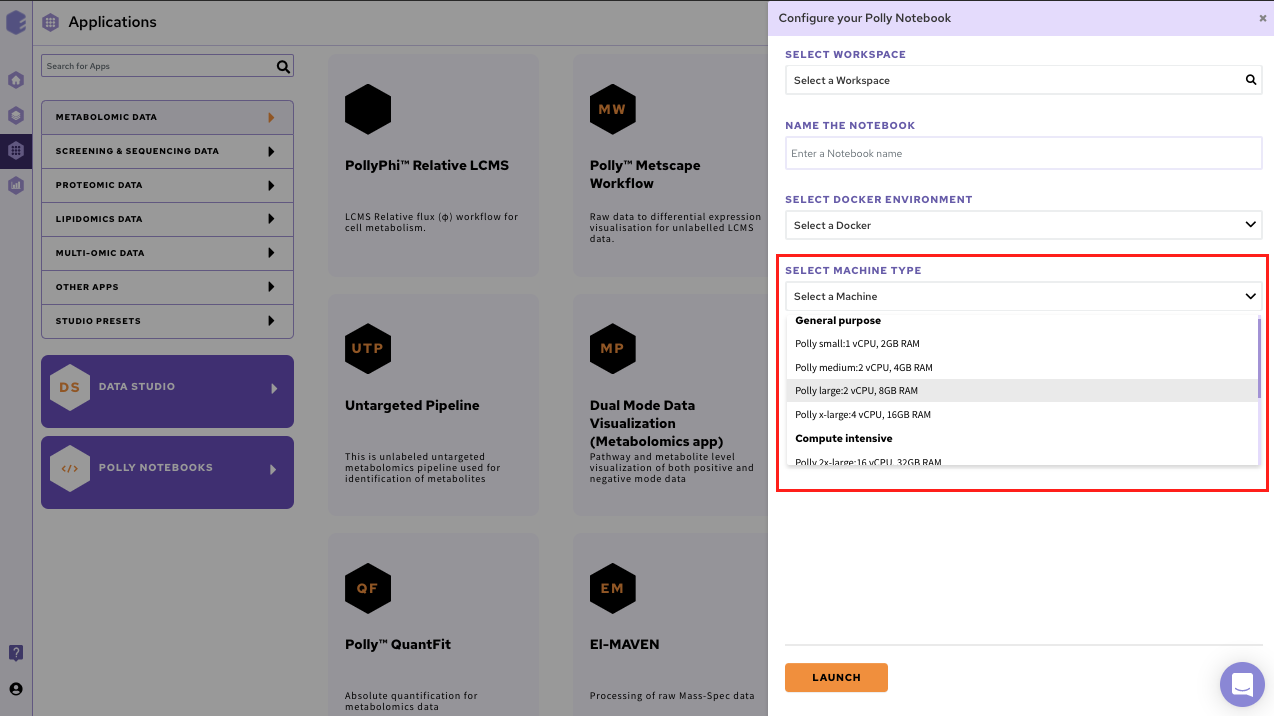 Applications
Search for Apps
METABOLOMIC DATA
SCREENING & SEQUENCING DATA
PROTEOMIC DATA
LIPIDOMICS DATA
MULTI-OMIC DATA
OTHER APPS
STUDIO PRESETS
DS
DATA STUDIO
</>
POLLY NOTEBOOKS
PollyPhi™ Relative LCMS
LCMS Relative flux (φ) workflow for
cell metabolism.
MW
Polly™ Metscape
Workflow
Raw data to differential expression
visualisation for unlabelled LCMS
data.
UTP
Untargeted Pipeline
This is unlabeled untargeted
metabolomics pipeline used for
identification of metabolites
MP
Dual Mode Data
Visualization
(Metabolomics app)
Pathway and metabolite level
visualization of both positive and
negative mode data
QF
Polly™ QuantFit
Absolute quantification for
metabolomics data
EM
El-MAVEN
Processing of raw Mass-Spec data
?
Configure your Polly Notebook
×
SELECT WORKSPACE
Select a Workspace
NAME THE NOTEBOOK
Enter a Notebook name
SELECT DOCKER ENVIRONMENT
Select a Docker
SELECT MACHINE TYPE
Select a Machine
General purpose
Polly small:1 vCPU, 2GB RAM
Polly medium:2 vCPU, 4GB RAM
Polly large:2 vCPU, 8GB RAM
Polly x-large:4 vCPU, 16GB RAM
Compute intensive
Polly 2x-large:16 vCPU, 32GB RAM
LAUNCH